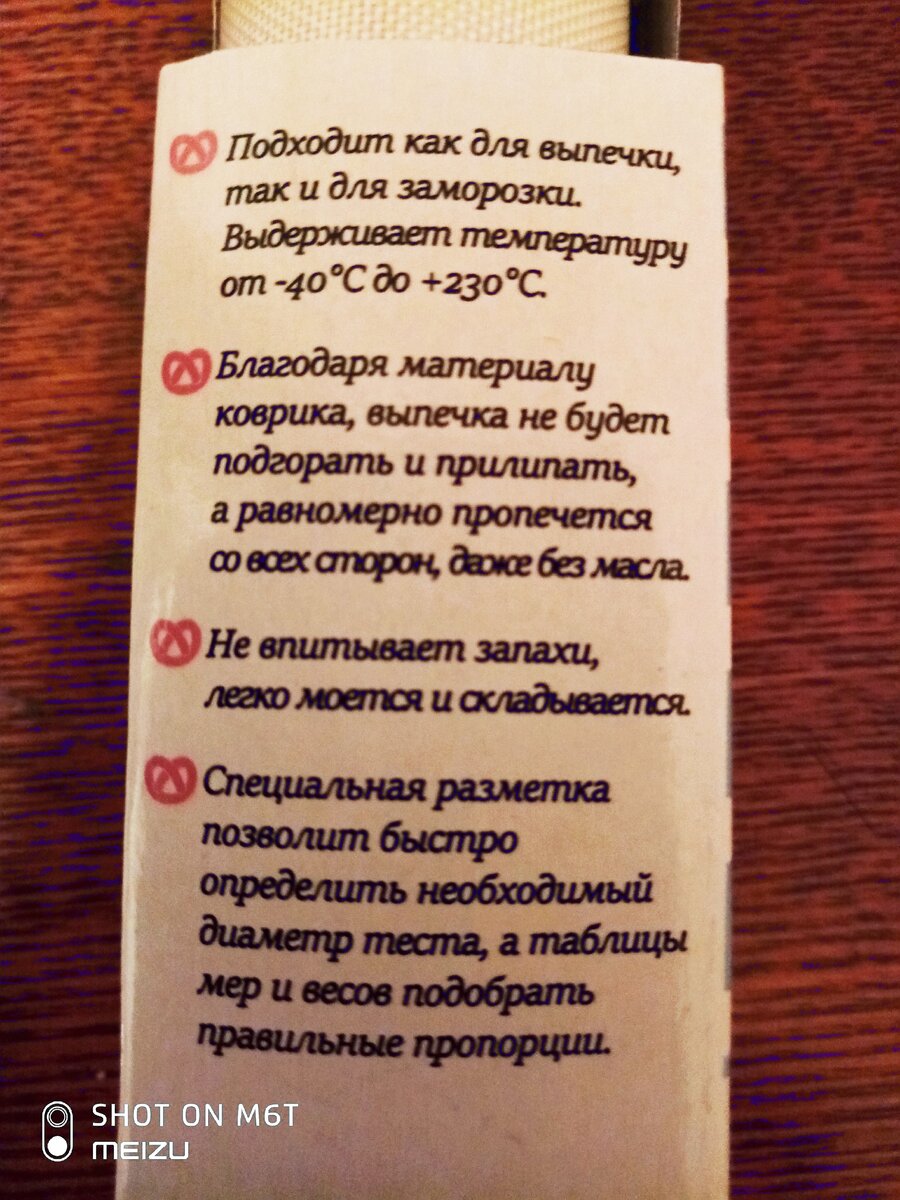 Подходит как для выпечки,
так и для заморозки.
Выдерживает температуру
от -40°C до +230°C.
Благодаря материалу
коврика, выпечка не будет
подгорать и прилипать,
а равномерно пропечется
со всех сторон, даже без масла.
Не впитывает запахи,
легко моется и складывается.
Специальная разметка
позволит быстро
определить необходимый
диаметр теста, а таблицы
мер и весов подобрать
правильные пропорции.
SHOT ON M6T
MEIZU